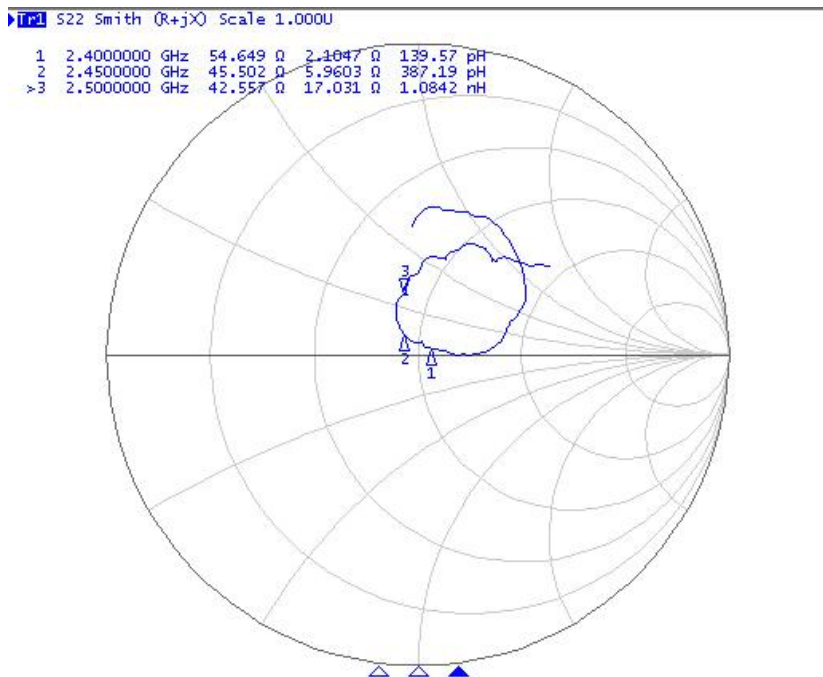 Tr1 S22 Smith (R+jX) Scale 1.000U
1 2.4000000 GHz 54.649 Ω 2.1047 Ω 139.57 pH
2 2.4500000 GHz 45.502 Ω 5.9603 Ω 387.19 pH
>3 2.5000000 GHz 42.557 Ω 17.031 Ω 1.0842 nH
3
2
1